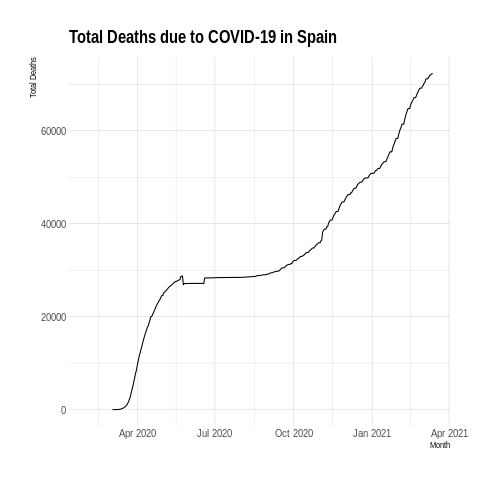 Total Deaths due to COVID-19 in Spain
Total Deaths
60000
40000
20000
0
Apr 2020 Jul 2020 Oct 2020 Jan 2021 Apr 2021
Month